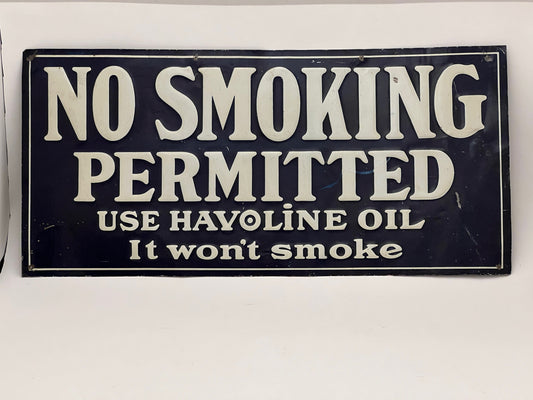 NO SMOKING
PERMITTED
USE HAVOLiNE OIL
It won't smoke